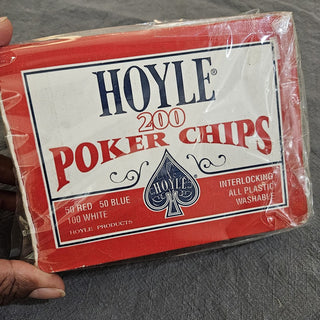 HOYLE®
200
POKER CHIPS
HOYLE
50 RED 50 BLUE
100 WHITE
HOYLE PRODUCTS
INTERLOCKING
ALL PLASTIC
WASHABLE